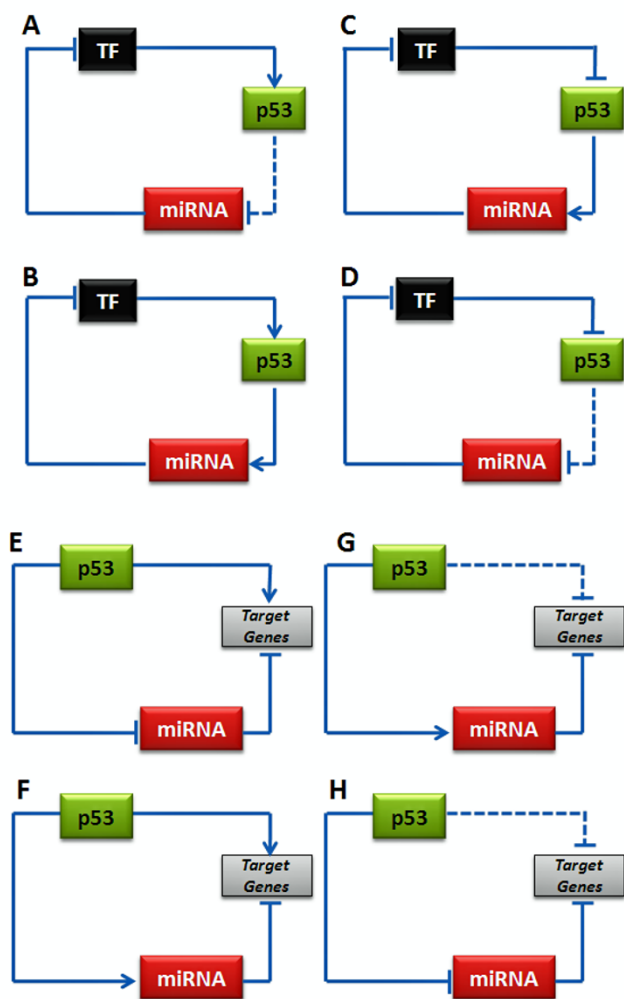 A
TF
p53
miRNA
C
TF
p53
miRNA
B
TF
p53
miRNA
D
TF
p53
miRNA
E
p53
Target
Genes
miRNA
G
p53
Target
Genes
miRNA
F
p53
Target
Genes
miRNA
H
p53
Target
Genes
miRNA